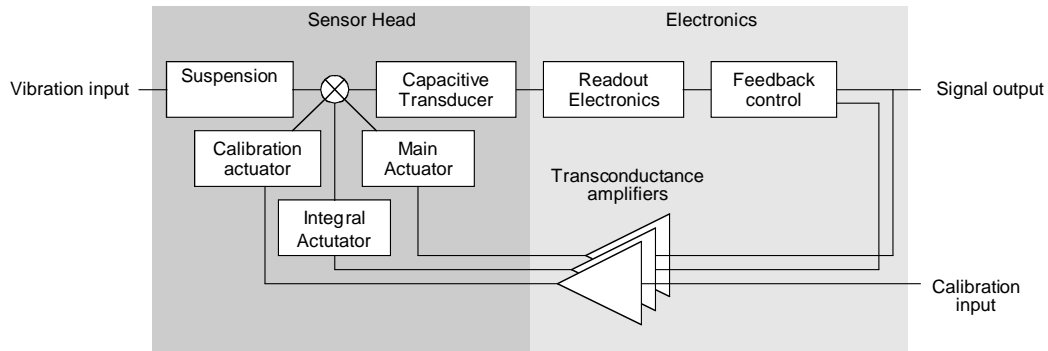 Sensor Head
Electronics
Vibration input
Suspension
Capacitive
Transducer
Readout
Electronics
Feedback
control
Signal output
Calibration
actuator
Main
Actuator
Integral
Actutator
Transconductance
amplifiers
Calibration
input